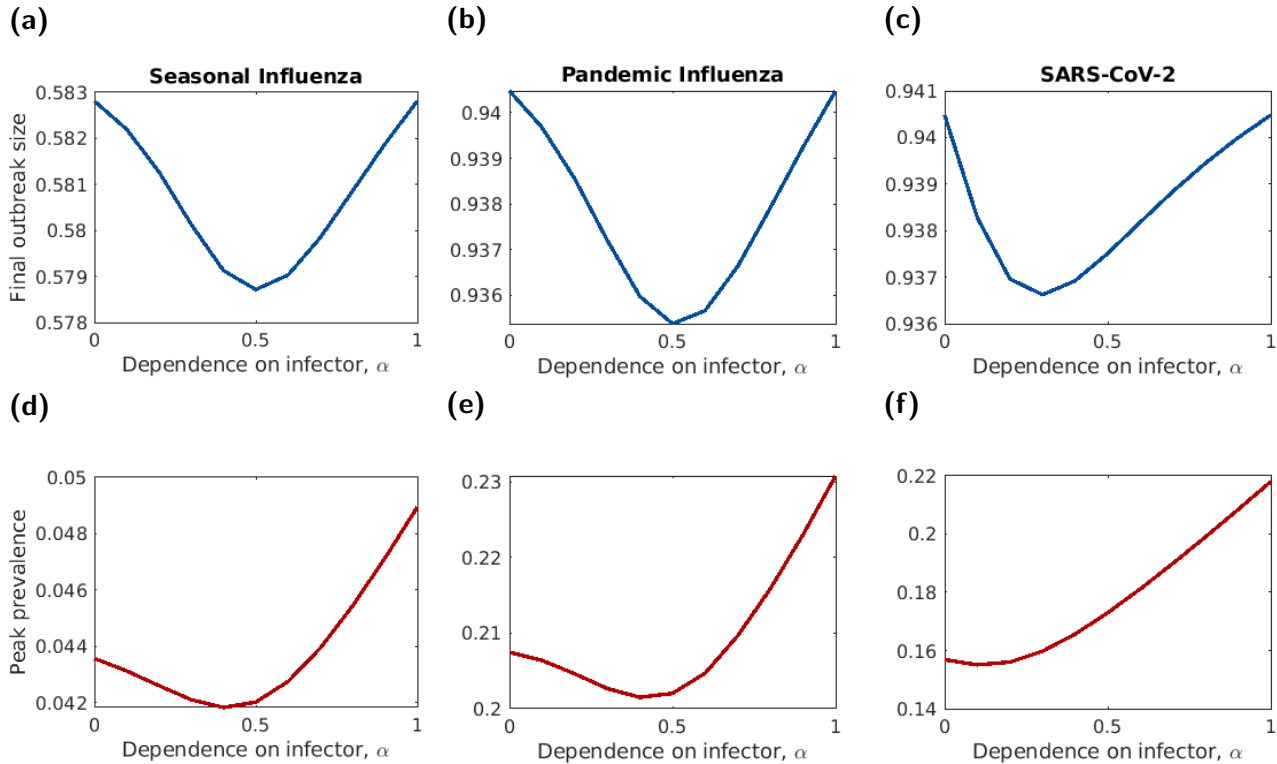 (a)
Seasonal Influenza
Final outbreak size
0.583
0.582
0.581
0.58
0.579
0.578
0
0.5
1
Dependence on infector, α
(b)
Pandemic Influenza
0.94
0.939
0.938
0.937
0.936
0
0.5
1
Dependence on infector, α
(c)
SARS-CoV-2
0.941
0.94
0.939
0.938
0.937
0.936
0
0.5
1
Dependence on infector, α
(d)
Peak prevalence
0.05
0.048
0.046
0.044
0.042
0
0.5
1
Dependence on infector, α
(e)
0.23
0.22
0.21
0.2
0
0.5
1
Dependence on infector, α
(f)
0.22
0.2
0.18
0.16
0.14
0
0.5
1
Dependence on infector, α